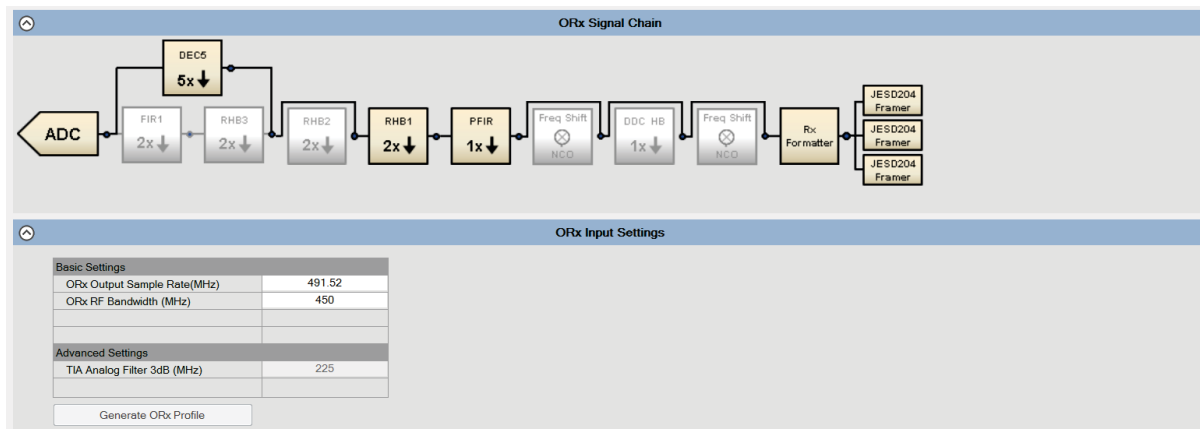 ORx Signal Chain
DEC5
5x
ADC
FIR1
2x
RHB3
2x
RHB2
2x
RHB1
2x
PFIR
1x
Freq Shift
NCO
DDC HB
1x
Freq Shift
NCO
Rx
Formatter
JESD204
Framer
JESD204
Framer
JESD204
Framer
ORx Input Settings
Basic Settings
ORx Output Sample Rate(MHz) 491.52
ORx RF Bandwidth (MHz) 450
Advanced Settings
TIA Analog Filter 3dB (MHz) 225
Generate ORx Profile